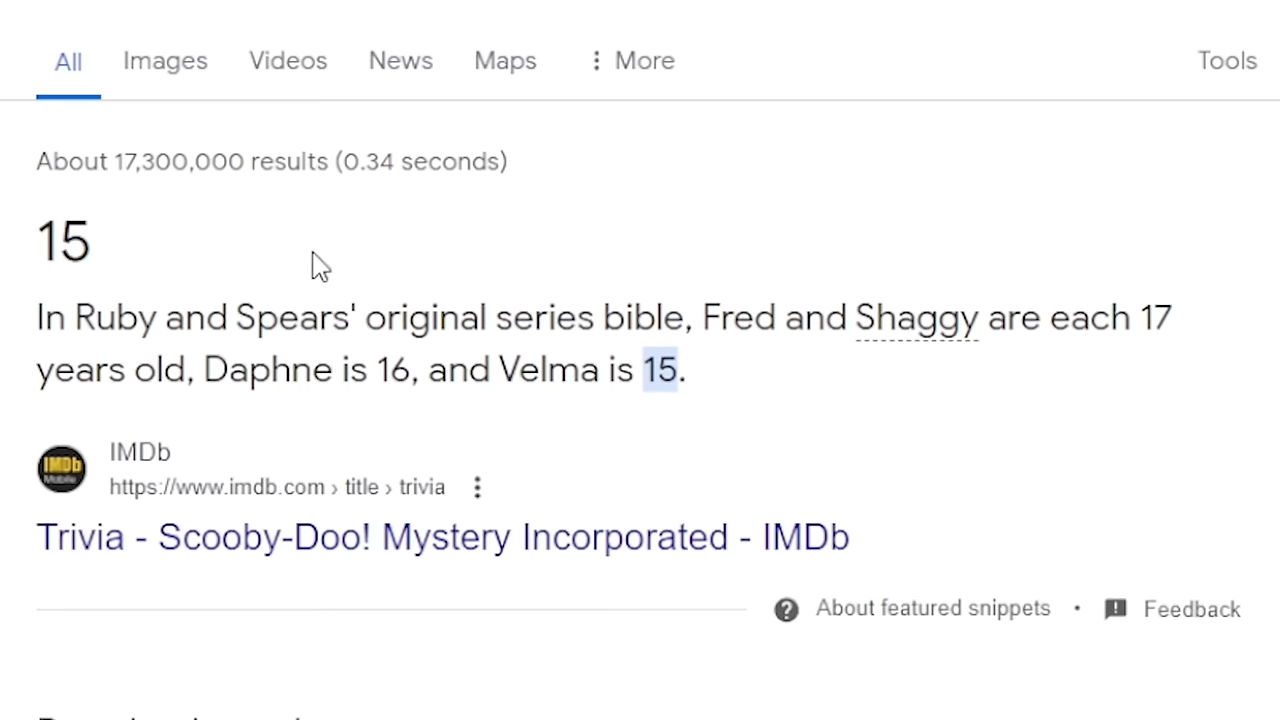 All Images Videos News Maps More Tools
About 17,300,000 results (0.34 seconds)
15
In Ruby and Spears' original series bible, Fred and Shaggy are each 17
years old, Daphne is 16, and Velma is 15.
IMDb
IMDb Mobile
https://www.imdb.com › title › trivia
Trivia - Scooby-Doo! Mystery Incorporated - IMDb
About featured snippets • Feedback